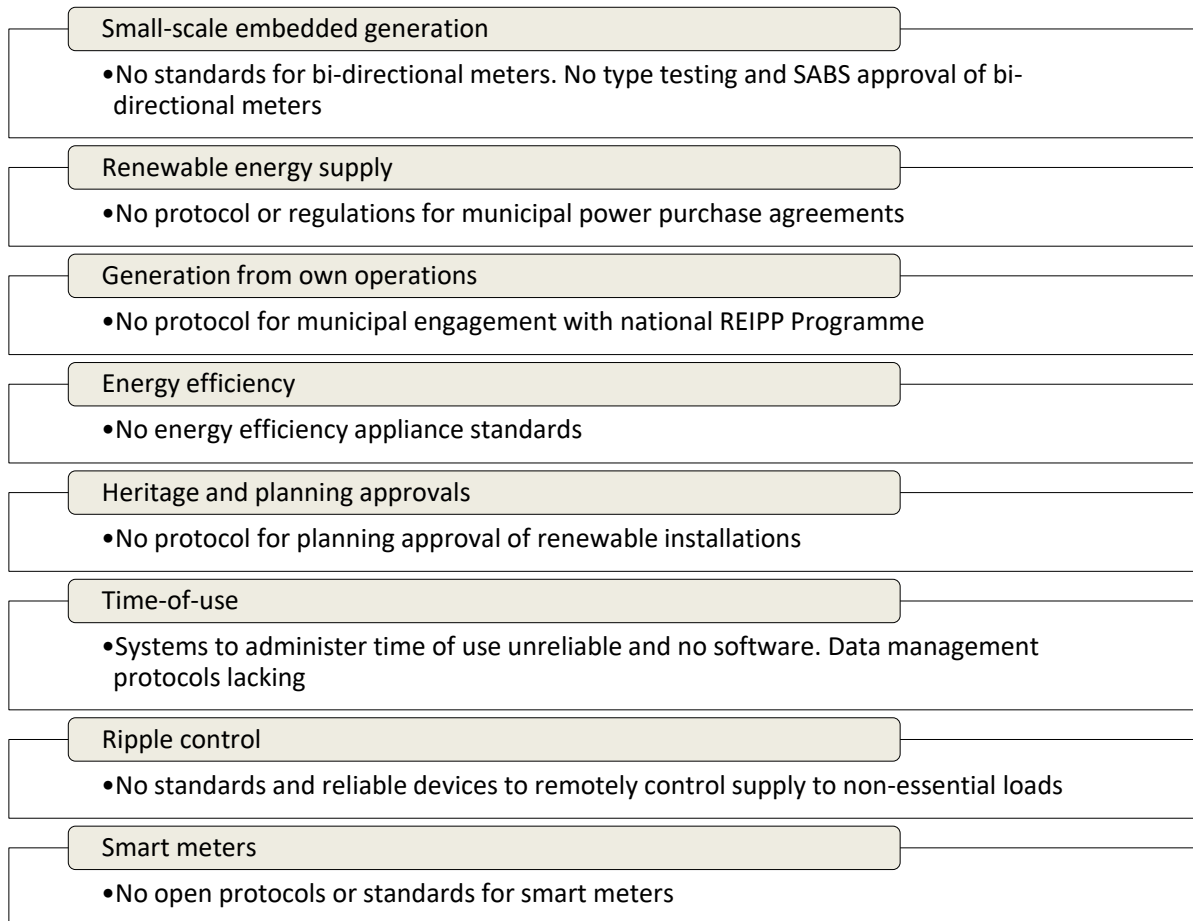 Small-scale embedded generation
•No standards for bi-directional meters. No type testing and SABS approval of bi-
directional meters
Renewable energy supply
•No protocol or regulations for municipal power purchase agreements
Generation from own operations
•No protocol for municipal engagement with national REIPP Programme
Energy efficiency
•No energy efficiency appliance standards
Heritage and planning approvals
•No protocol for planning approval of renewable installations
Time-of-use
•Systems to administer time of use unreliable and no software. Data management
protocols lacking
Ripple control
•No standards and reliable devices to remotely control supply to non-essential loads
Smart meters
•No open protocols or standards for smart meters